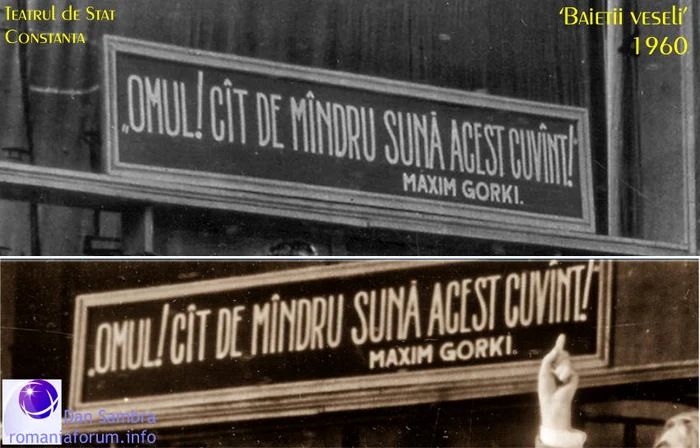 Teatrul de Stat
Constanta
'Baietii veseli'
1960
„OMUL! CÎT DE MÎNDRU SUNĂ ACEST CUVÎNT!"
MAXIM GORKI.
„OMUL! CÎT DE MÎNDRU SUNĂ ACEST CUVÎNT!"
MAXIM GORKI.
Dan Sambra
romaniaforum.info